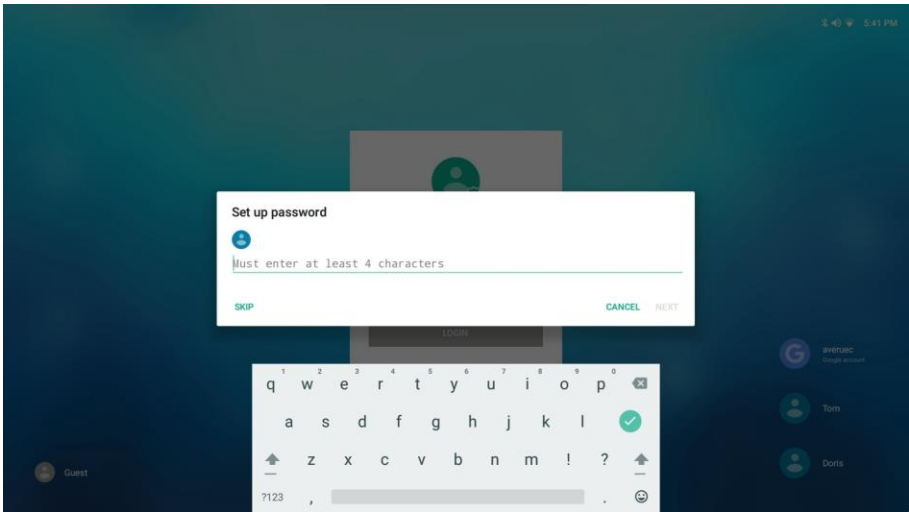 5:41 PM
Set up password
Must enter at least 4 characters
SKIP
CANCEL NEXT
LOGIN
averuec
Google account
Tom
Doris
Guest
1 2 3 4 5 6 7 8 9 0
q w e r t y u i o p
a s d f g h j k l
z x c v b n m ! ?
?123 , .